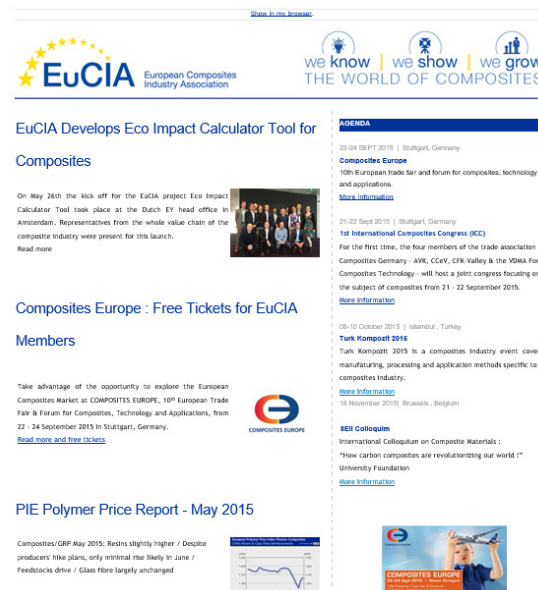 Show in my browser.
EuCIA European Composites
Industry Association
we know | we show | we grow
THE WORLD OF COMPOSITES
EuCIA Develops Eco Impact Calculator Tool for
Composites
On May 26th the kick off for the EuCIA project Eco Impact
Calculator Tool took place at the Dutch EY head office in
Amsterdam. Representatives from the whole value chain of the
composite industry were present for this launch.
Read more
Composites Europe : Free Tickets for EuCIA
Members
Take advantage of the opportunity to explore the European
Composites Market at COMPOSITES EUROPE, 10th European Trade
Fair & Forum for Composites, Technology and Applications, from
22 - 24 September 2015 in Stuttgart, Germany.
Read more and free tickets
COMPOSITES EUROPE
PIE Polymer Price Report - May 2015
Composites/GRP May 2015: Resins slightly higher / Despite
producers' hike plans, only minimal rise likely in June /
Feedstocks drive / Glass fibre largely unchanged
AGENDA
22-24 SEPT 2015 | Stuttgart, Germany
Composites Europe
10th European trade fair and forum for composites, technology
and applications.
More information
21-22 Sept 2015 | Stuttgart, Germany
1st International Composites Congress (ICC)
For the first time, the four members of the trade association
Composites Germany - AVK, CCeV, CFK-Valley & the VDMA For
Composites Technology - will host a joint congress focusing on
the subject of composites from 21 - 22 September 2015.
More information
08-10 October 2015 | Istambul , Turkey
Turk Kompozit 2015
Turk Kompozit 2015 is a composites industry event cover
manufaturing, processing and application methods specific to
composites industry.
More information
18 November 2015| Brussels , Belgium
SEII Colloquim
International Colloquium on Composite Materials :
"How carbon composites are revolutionizing our world !"
University Foundation
More information
COMPOSITES EUROPE